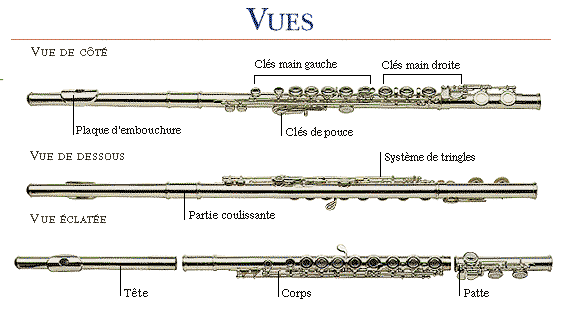 VUES
VUE DE CÔTÉ
Clés main gauche
Clés main droite
Plaque d'embouchure
Clés de pouce
VUE DE DESSOUS
Système de tringles
Partie coulissante
VUE ÉCLATÉE
Tête
Corps
Patte